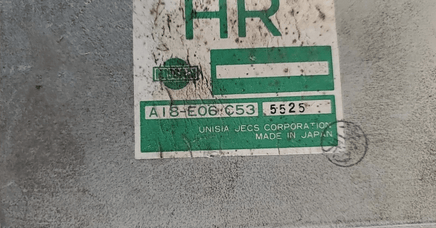 HR
NISSAN
A18-E06-C53 5525
UNISIA JECS CORPORATION
MADE IN JAPAN